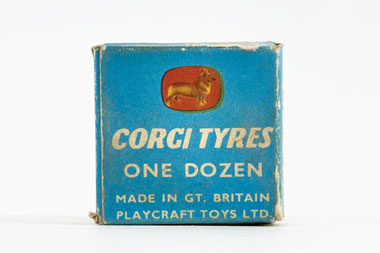 CORGI TYRES
ONE DOZEN
MADE IN GT. BRITAIN
PLAYCRAFT TOYS LTD.